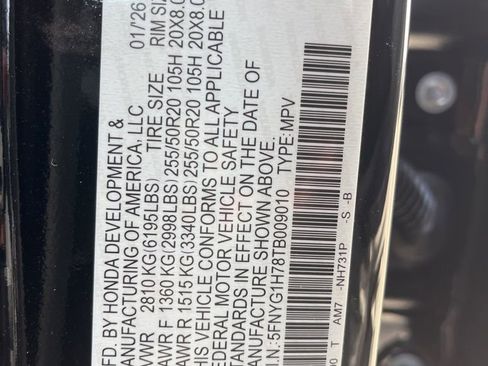 FD. BY HONDA DEVELOPMENT & 01/26
ANUFACTURING OF AMERICA, LLC
VWR 2810 KG(6195LBS) TIRE SIZE RIM SIZ
AWR F 1360 KG(2998LBS)255/50R20 105H 20X8.0
AWR R 1515 KG(3340LBS)255/50R20 105H 20X8.0
HIS VEHICLE CONFORMS TO ALL APPLICABLE
EDERAL MOTOR VEHICLE SAFETY
TANDARDS IN EFFECT ON THE DATE OF
ANUFACTURE SHOWN ABOVE.
I.N.: 5FNYG1H78TB009010 TYPE: MPV
00 T AM7 -NH731P -S -B